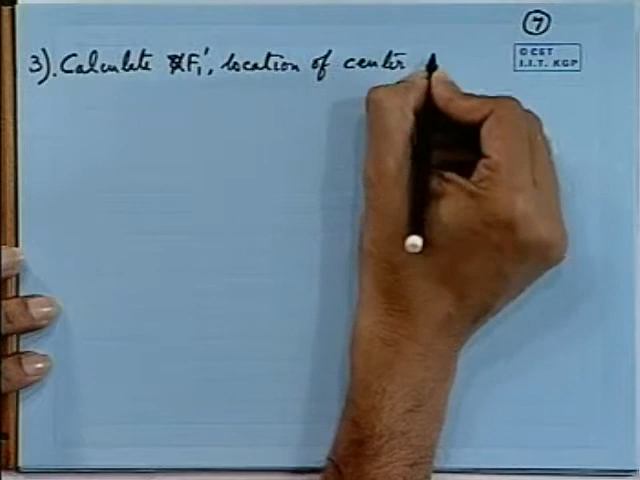 7
© CET
I.I.T. KGP
3). Calculate F₁', location of center